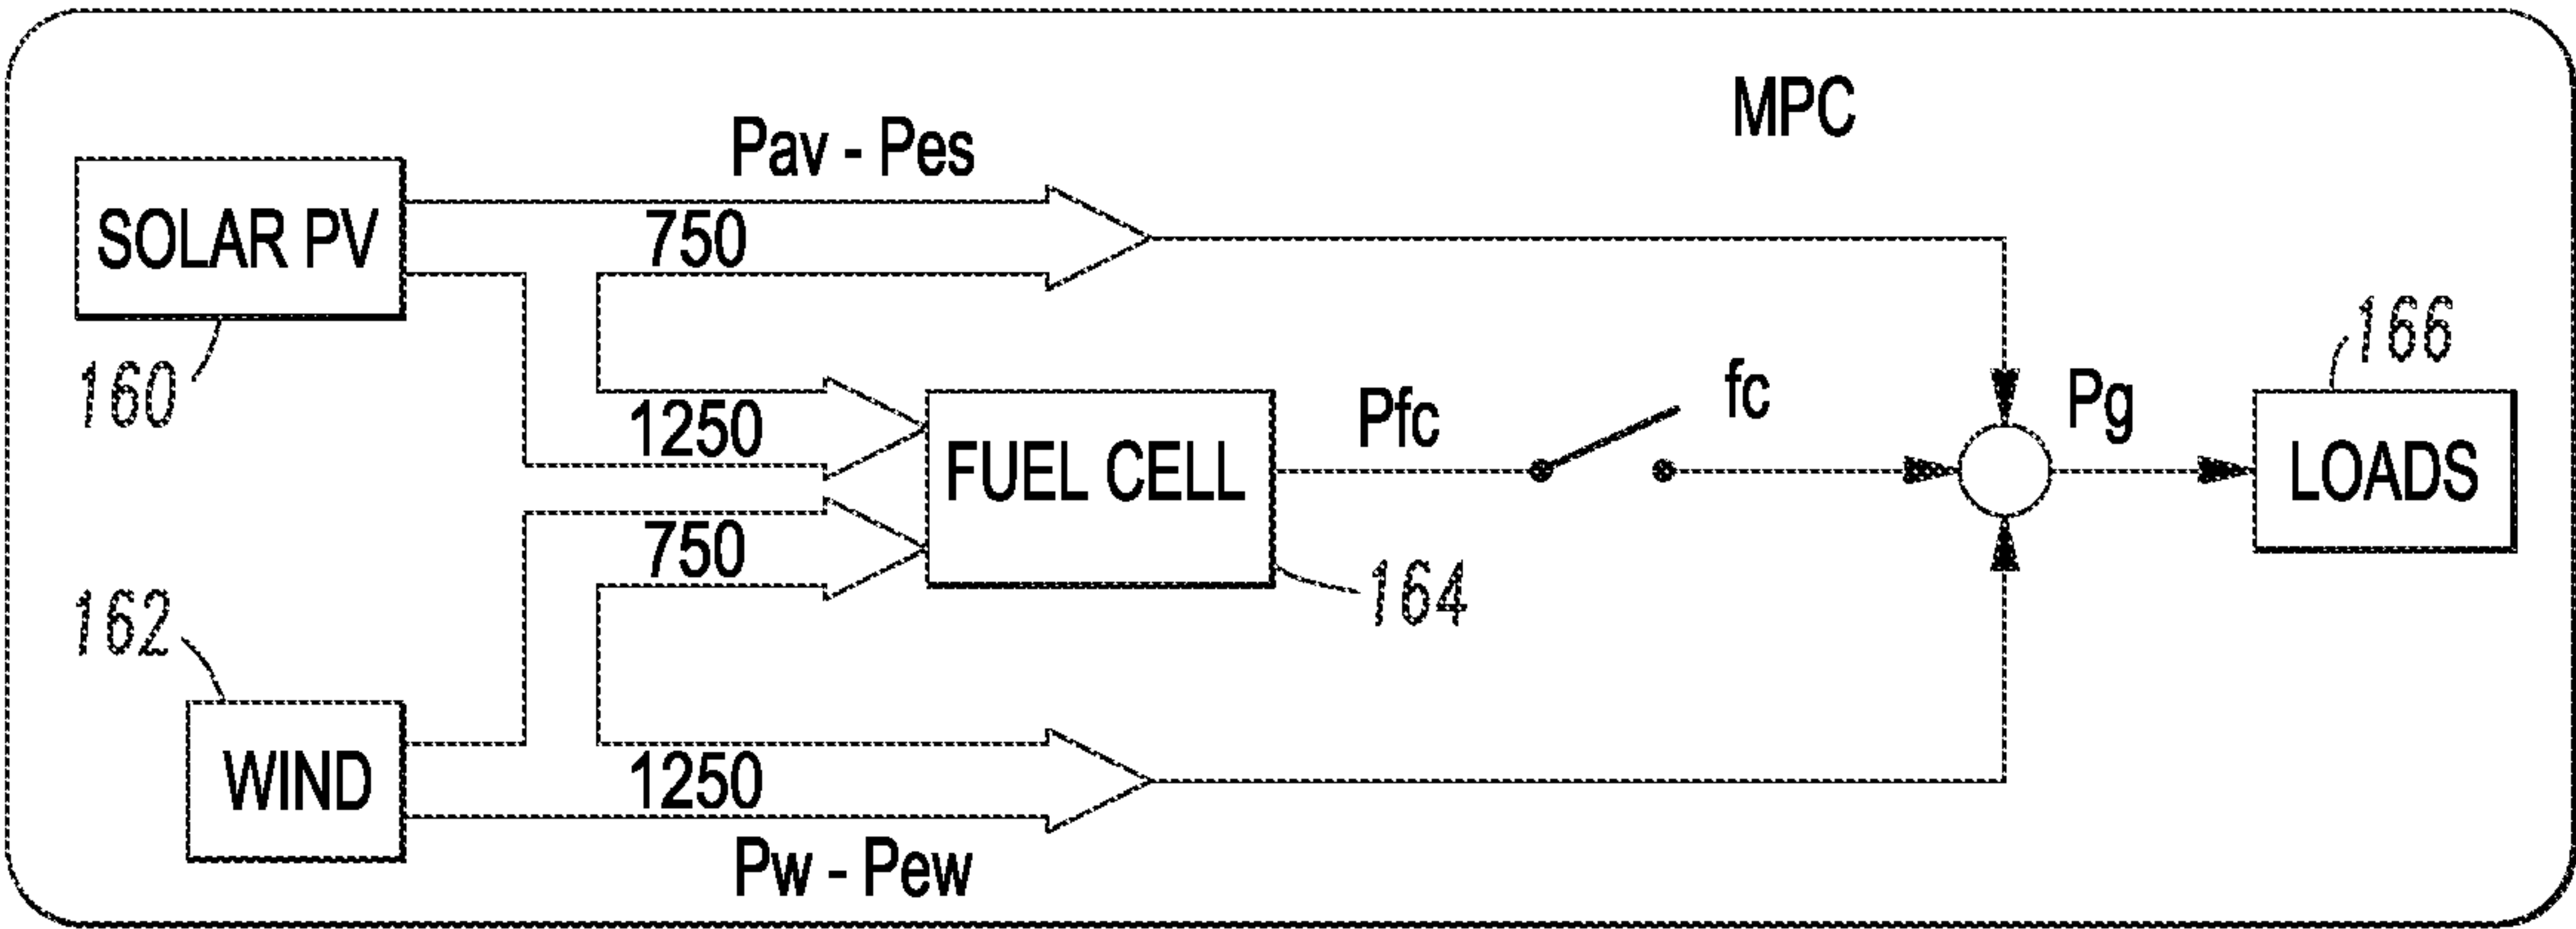 MPC
Pav - Pes
SOLAR PV
750
160
166
1250
Pfc
fc
Pg
FUEL CELL
LOADS
750
164
162
WIND
1250
Pw - Pew